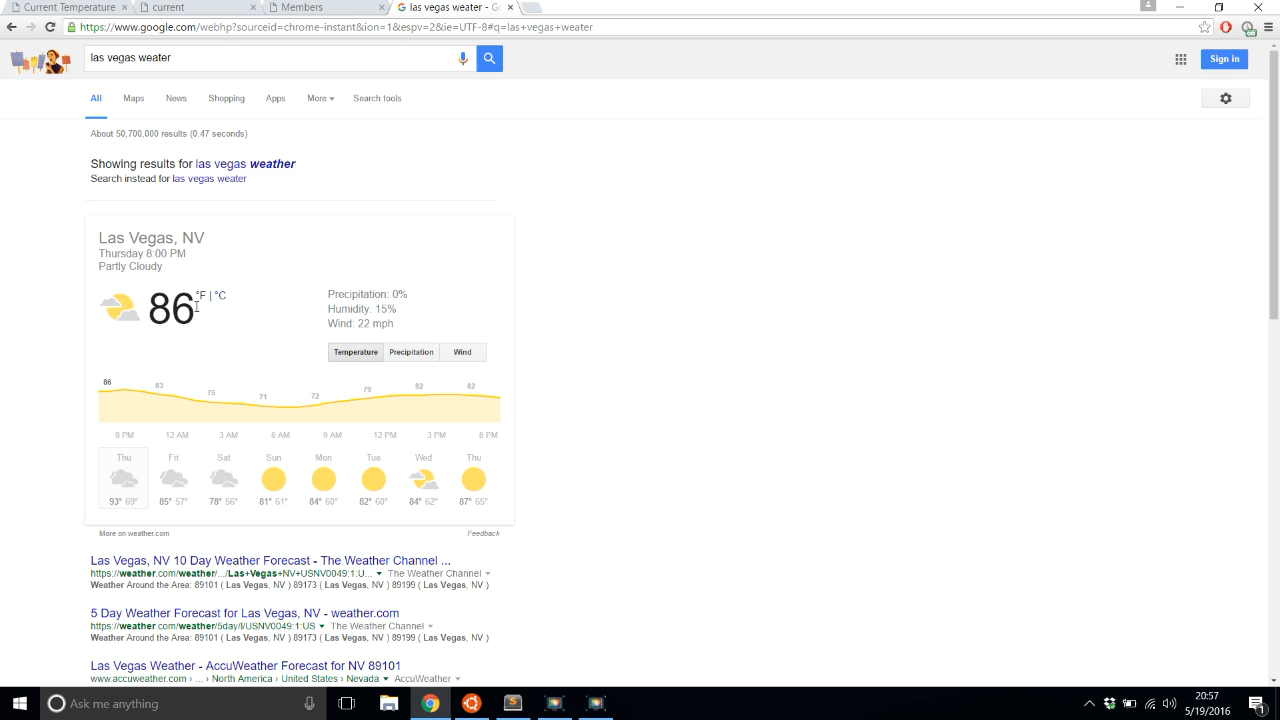 Current Temperature
current
Members
las vegas weater - Go
https://www.google.com/webhp?sourceid=chrome-instant&ion=1&espv=2&ie=UTF-8#q=las+vegas+weater
las vegas weater
Sign in
All Maps News Shopping Apps More Search tools
About 50,700,000 results (0.47 seconds)
Showing results for las vegas weather
Search instead for las vegas weater
Las Vegas, NV
Thursday 8:00 PM
Partly Cloudy
86 °F | °C
Precipitation: 0%
Humidity: 15%
Wind: 22 mph
Temperature Precipitation Wind
86 83 75 71 72 79 82 82
9 PM 12 AM 3 AM 6 AM 9 AM 12 PM 3 PM 6 PM
Thu Fri Sat Sun Mon Tue Wed Thu
93° 69° 85° 57° 78° 56° 81° 61° 84° 60° 82° 60° 84° 62° 87° 65°
More on weather.com Feedback
Las Vegas, NV 10 Day Weather Forecast - The Weather Channel ...
https://weather.com/weather/.../Las+Vegas+NV+USNV0049:1:U... The Weather Channel
Weather Around the Area: 89101 ( Las Vegas, NV ) 89173 ( Las Vegas, NV ) 89199 ( Las Vegas, NV )
5 Day Weather Forecast for Las Vegas, NV - weather.com
https://weather.com/weather/5day/l/USNV0049:1:US The Weather Channel
Weather Around the Area: 89101 ( Las Vegas, NV ) 89173 ( Las Vegas, NV ) 89199 ( Las Vegas, NV )
Las Vegas Weather - AccuWeather Forecast for NV 89101
www.accuweather.com › ... › North America › United States › Nevada AccuWeather
Ask me anything
20:57
5/19/2016